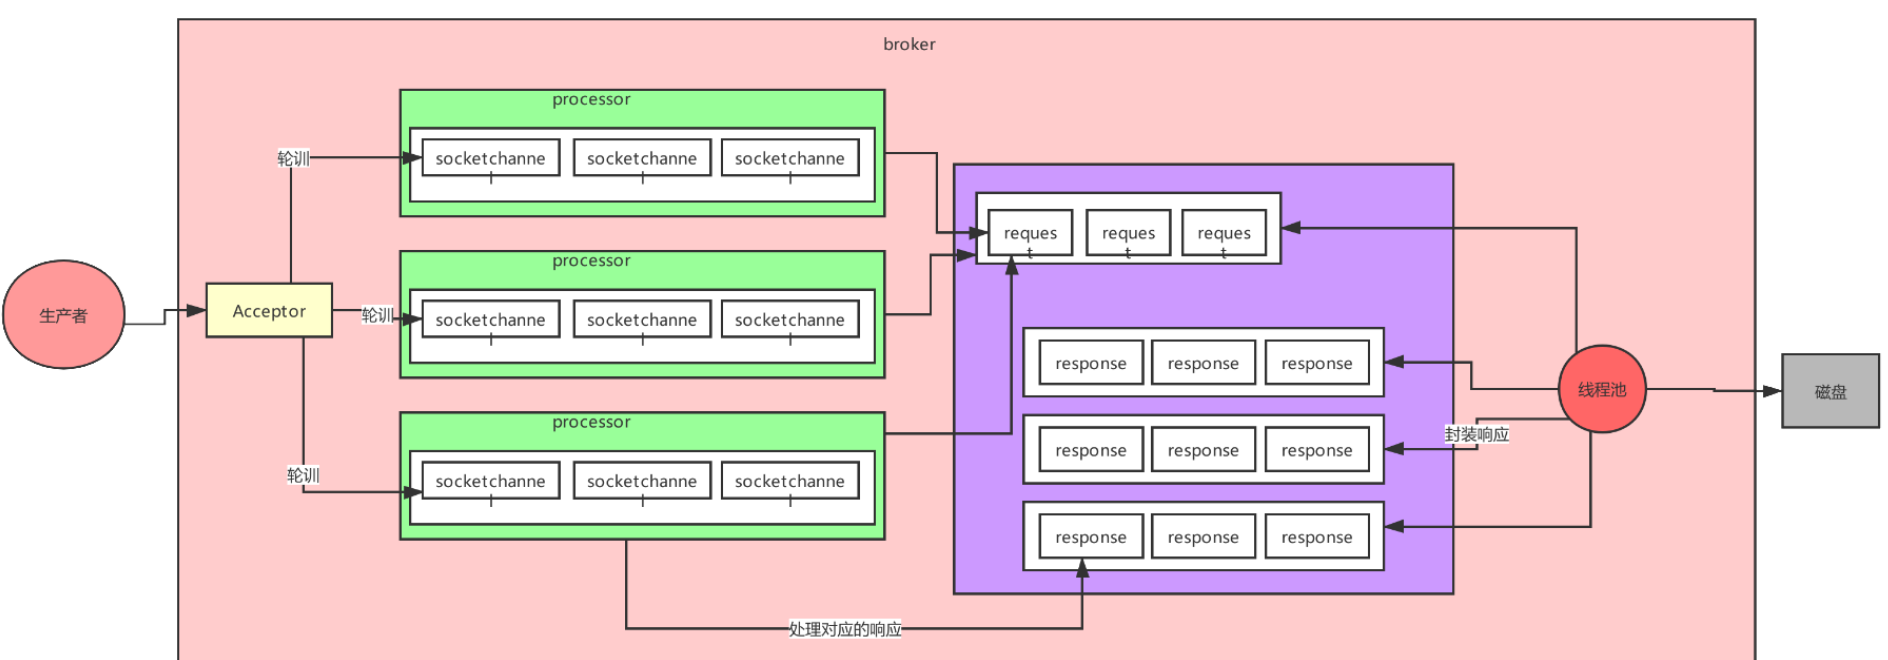 broker
processor
socketchanne
l
socketchanne
l
socketchanne
l
轮训
processor
socketchanne
l
socketchanne
l
socketchanne
l
轮训
processor
socketchanne
l
socketchanne
l
socketchanne
l
轮训
生产者
Acceptor
reques
t
reques
t
reques
t
response
response
response
response
response
response
response
response
response
封装响应
线程池
磁盘
处理对应的响应